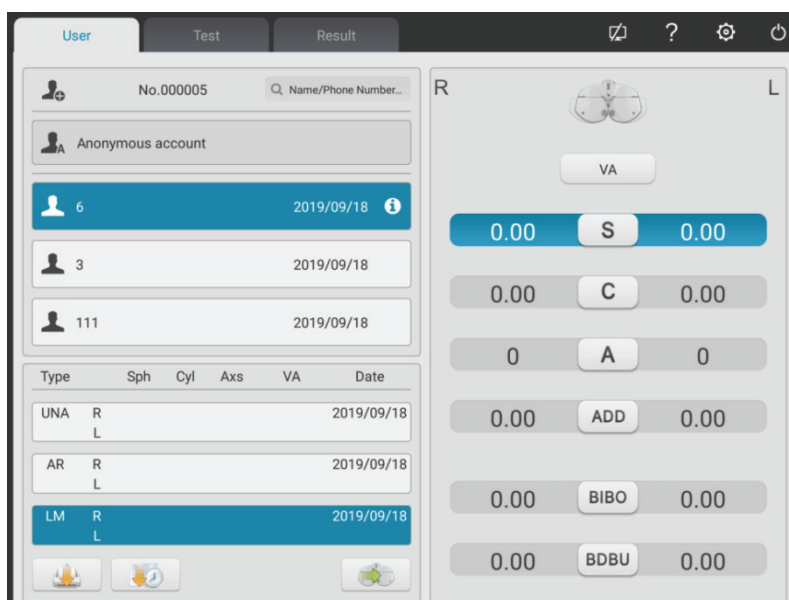 User Test Result ?
No.000005 Name/Phone Number...
A Anonymous account
6 2019/09/18
3 2019/09/18
111 2019/09/18
Type Sph Cyl Axs VA Date
UNA R 2019/09/18
L
AR R 2019/09/18
L
LM R 2019/09/18
L
R L
VA
0.00 S 0.00
0.00 C 0.00
0 A 0
0.00 ADD 0.00
0.00 BIBO 0.00
0.00 BDBU 0.00